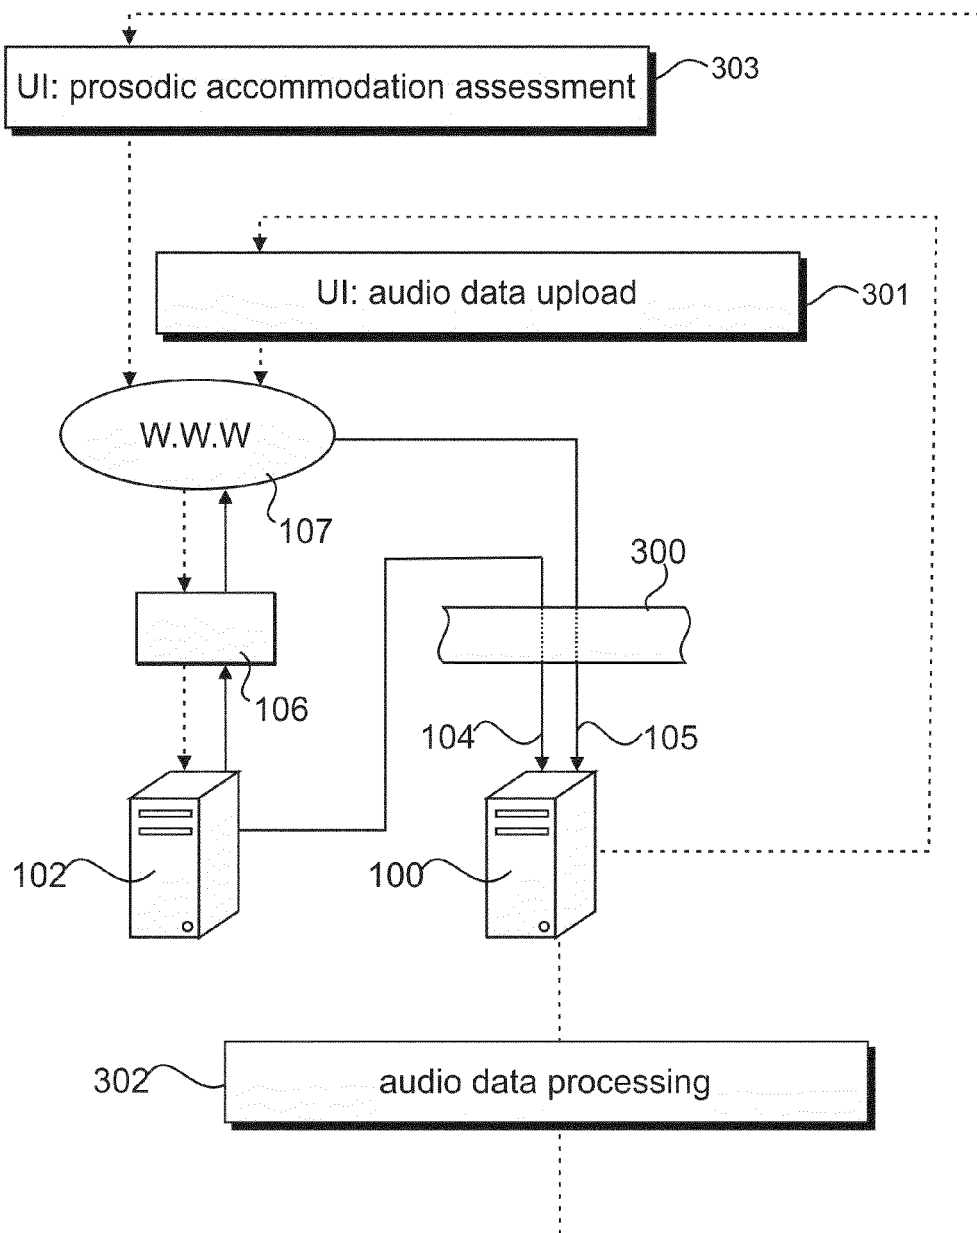 303
UI: prosodic accommodation assessment
UI: audio data upload
301
W.W.W
107
300
106
104
105
102
100
302
audio data processing